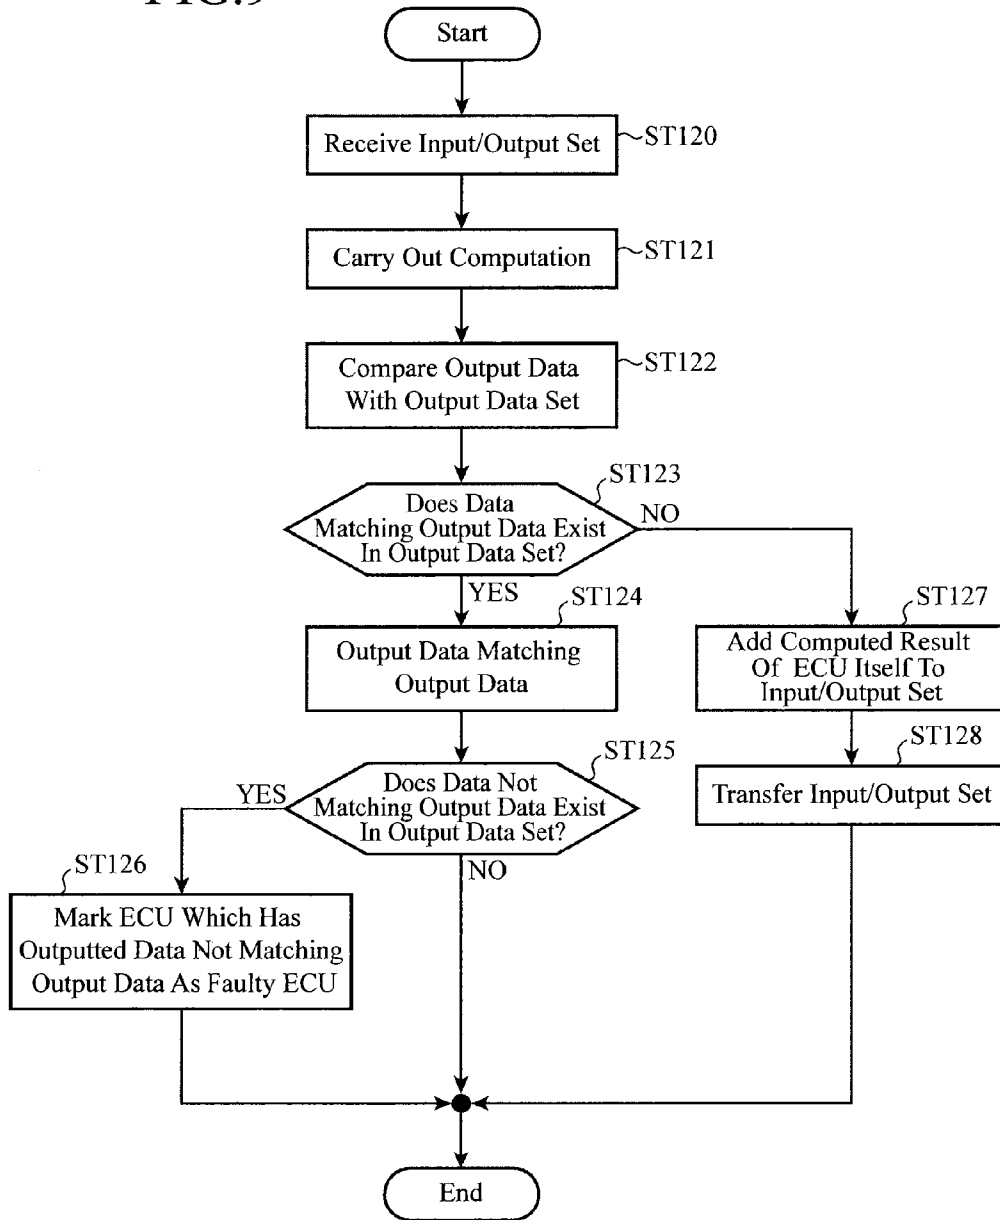 Start
Receive Input/Output Set
ST120
Carry Out Computation
ST121
Compare Output Data
With Output Data Set
ST122
ST123
Does Data
Matching Output Data Exist
In Output Data Set?
NO
YES
ST124
Output Data Matching
Output Data
ST127
Add Computed Result
Of ECU Itself To
Input/Output Set
ST128
Transfer Input/Output Set
ST125
Does Data Not
Matching Output Data Exist
In Output Data Set?
YES
NO
ST126
Mark ECU Which Has
Outputted Data Not Matching
Output Data As Faulty ECU
End